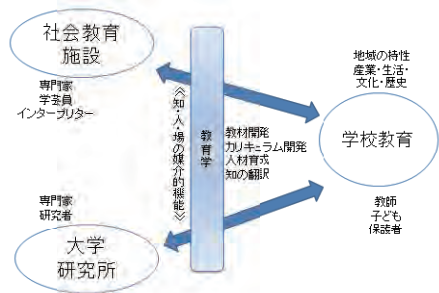 社会教育
施設
専門家
学芸員
インタープリター
専門家
研究者
大学
研究所
≪知・人・場の媒介的機能≫
教育学
教材開発
カリキュラム開発
人材育成
知の翻訳
地域の特性
産業・生活・
文化・歴史
学校教育
教師
子ども
保護者